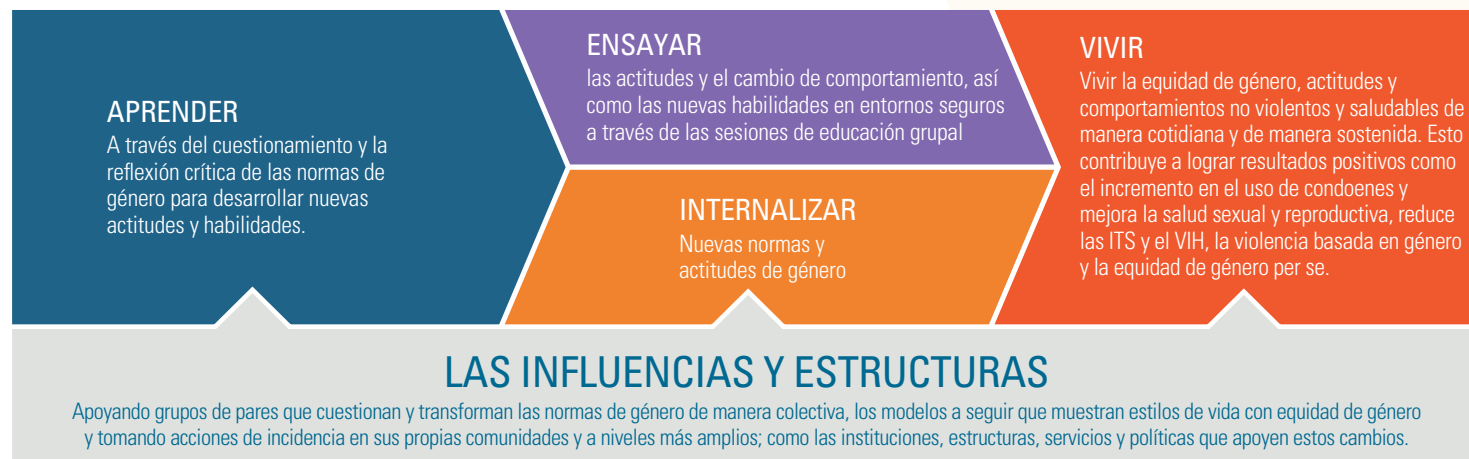 APRENDER
A través del cuestionamiento y la
reflexión crítica de las normas de
género para desarrollar nuevas
actitudes y habilidades.
ENSAYAR
las actitudes y el cambio de comportamiento, así
como las nuevas habilidades en entornos seguros
a través de las sesiones de educación grupal
INTERNALIZAR
Nuevas normas y
actitudes de género
VIVIR
Vivir la equidad de género, actitudes y
comportamientos no violentos y saludables de
manera cotidiana y de manera sostenida. Esto
contribuye a lograr resultados positivos como
el incremento en el uso de condoenes y
mejora la salud sexual y reproductiva, reduce
las ITS y el VIH, la violencia basada en género
y la equidad de género per se.
LAS INFLUENCIAS Y ESTRUCTURAS
Apoyando grupos de pares que cuestionan y transforman las normas de género de manera colectiva, los modelos a seguir que muestran estilos de vida con equidad de género
y tomando acciones de incidencia en sus propias comunidades y a niveles más amplios; como las instituciones, estructuras, servicios y políticas que apoyen estos cambios.